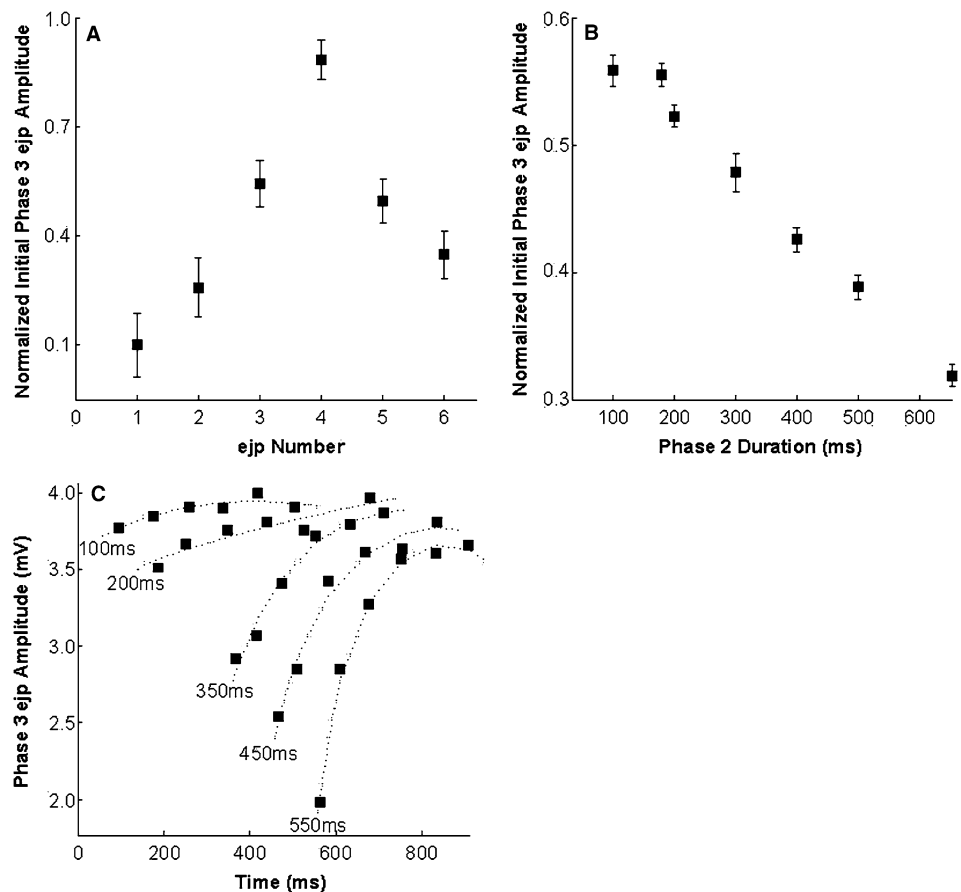 A
Normalized Initial Phase 3 ejp Amplitude
1.0
0.7
0.4
0.1
0 1 2 3 4 5 6
ejp Number
B
Normalized Initial Phase 3 ejp Amplitude
0.6
0.5
0.4
0.3
100 200 300 400 500 600
Phase 2 Duration (ms)
C
Phase 3 ejp Amplitude (mV)
4.0
3.5
3.0
2.5
2.0
100ms
200ms
350ms
450ms
550ms
0 200 400 600 800
Time (ms)